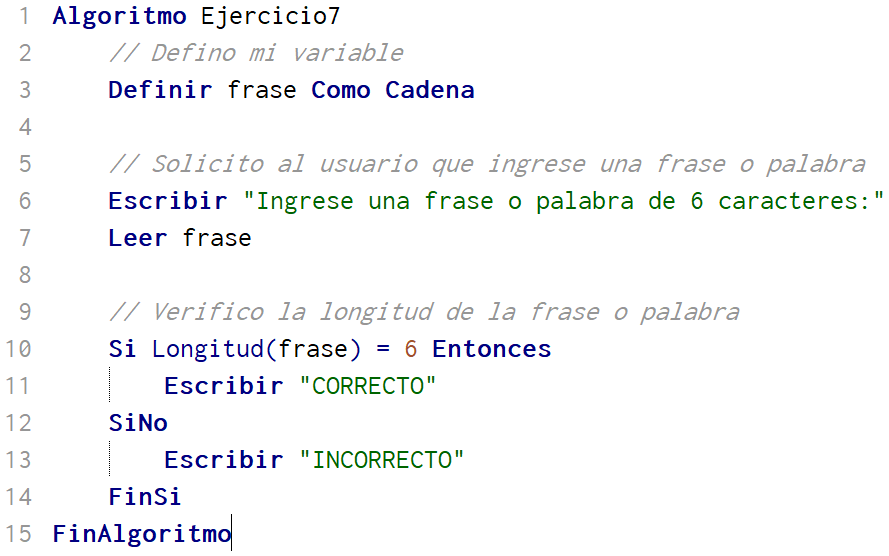 1 Algoritmo Ejercicio7
2 // Defino mi variable
3 Definir frase Como Cadena
4
5 // Solicito al usuario que ingrese una frase o palabra
6 Escribir "Ingrese una frase o palabra de 6 caracteres:"
7 Leer frase
8
9 // Verifico la longitud de la frase o palabra
10 Si Longitud(frase) = 6 Entonces
11 Escribir "CORRECTO"
12 SiNo
13 Escribir "INCORRECTO"
14 FinSi
15 FinAlgoritmo